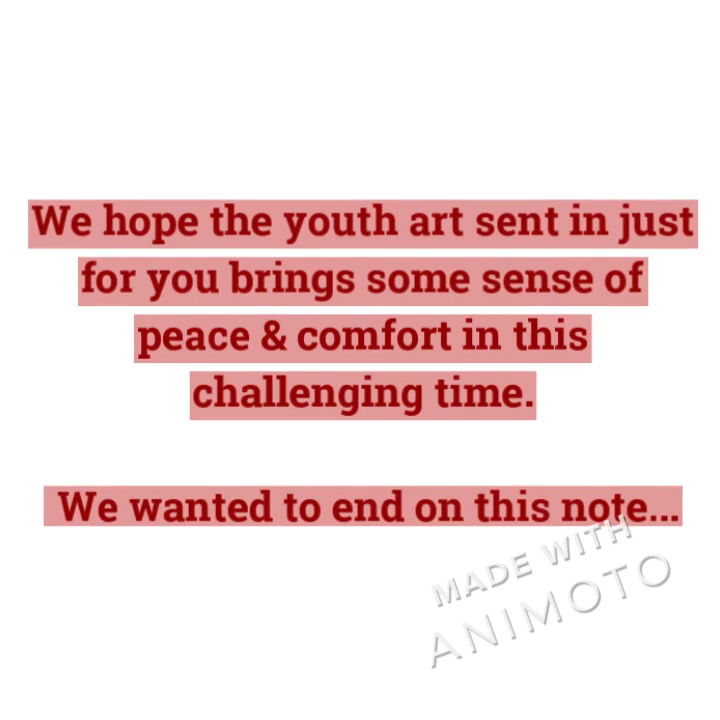 We hope the youth art sent in just
for you brings some sense of
peace & comfort in this
challenging time.
We wanted to end on this note...
MADE WITH
ANIMOTO